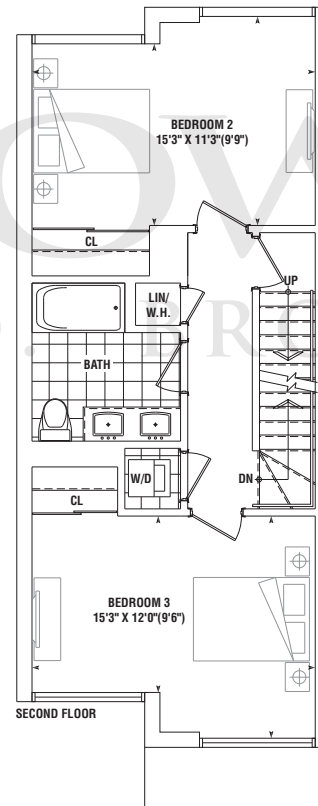 BEDROOM 2
15'3" X 11'3"(9'9")
CL
UP
LIN/
W.H.
BATH
W/D
DN
CL
BEDROOM 3
15'3" X 12'0"(9'6")
SECOND FLOOR